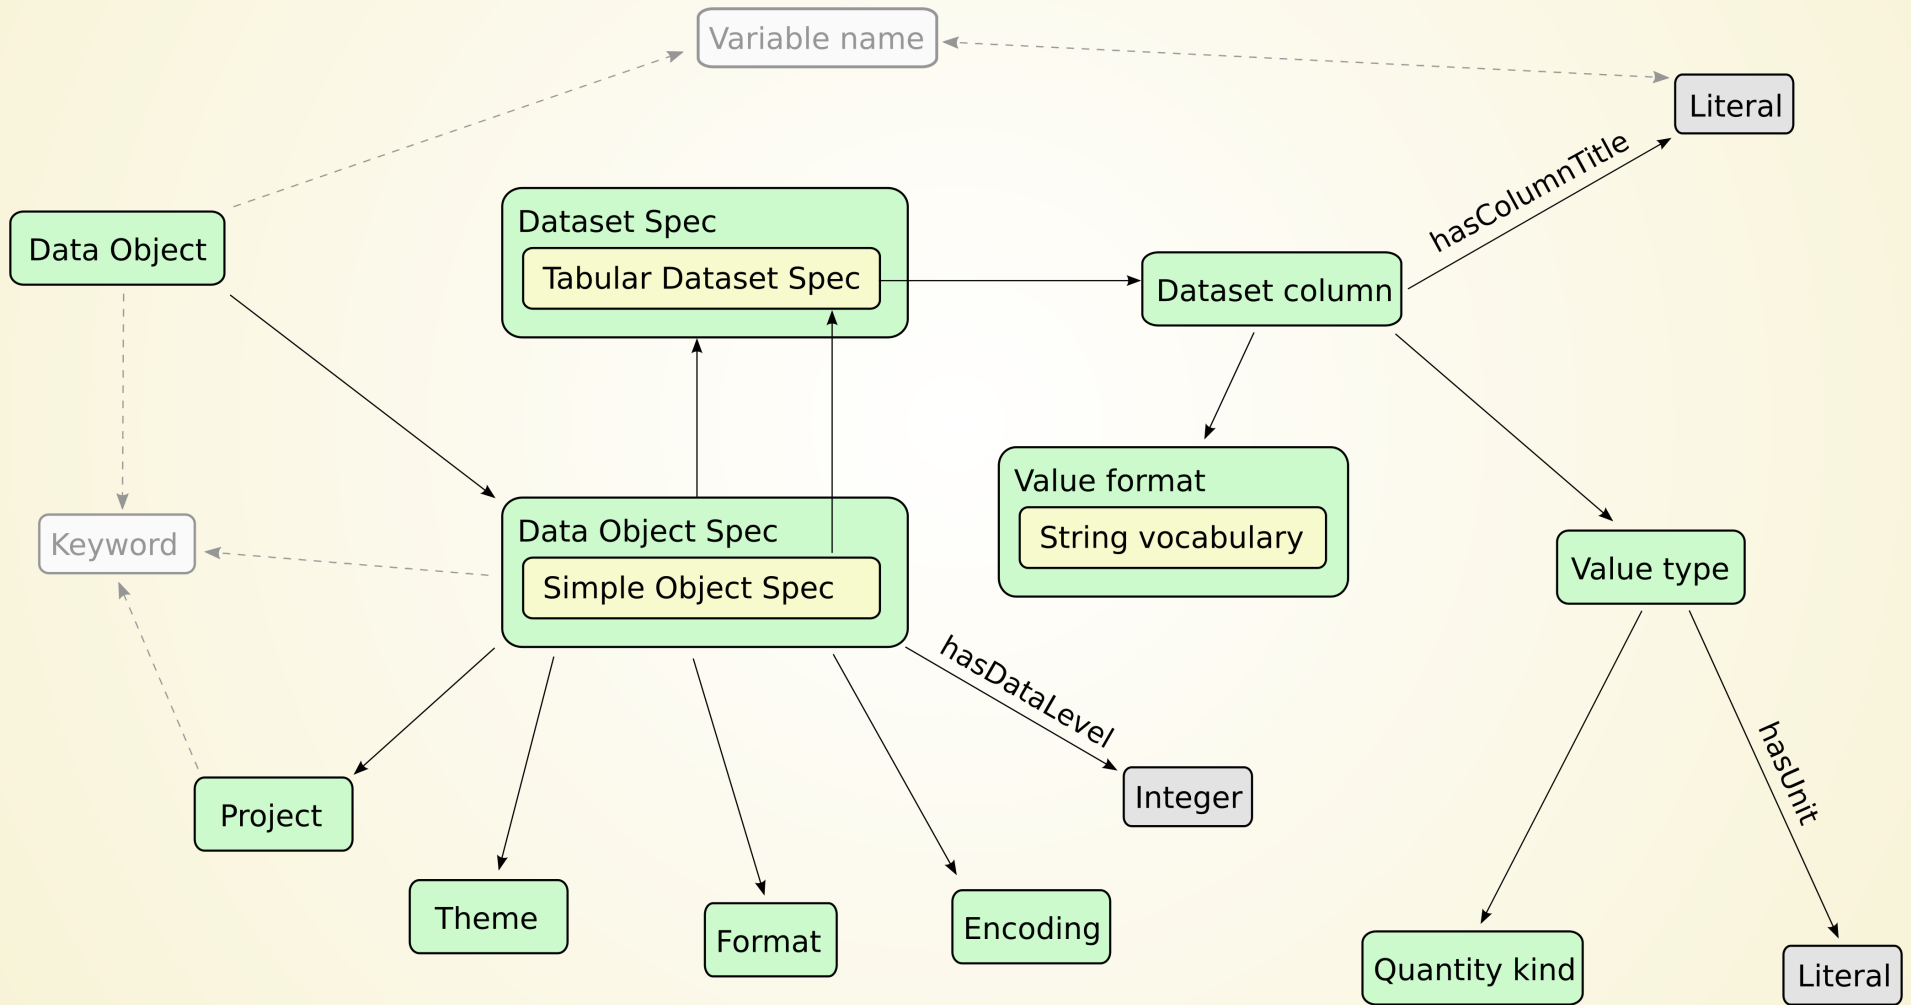 Variable name
Literal
hasColumnTitle
Data Object
Dataset Spec
Tabular Dataset Spec
Dataset column
Keyword
Data Object Spec
Simple Object Spec
Value format
String vocabulary
Value type
hasDataLevel
Project
Integer
hasUnit
Theme
Format
Encoding
Quantity kind
Literal